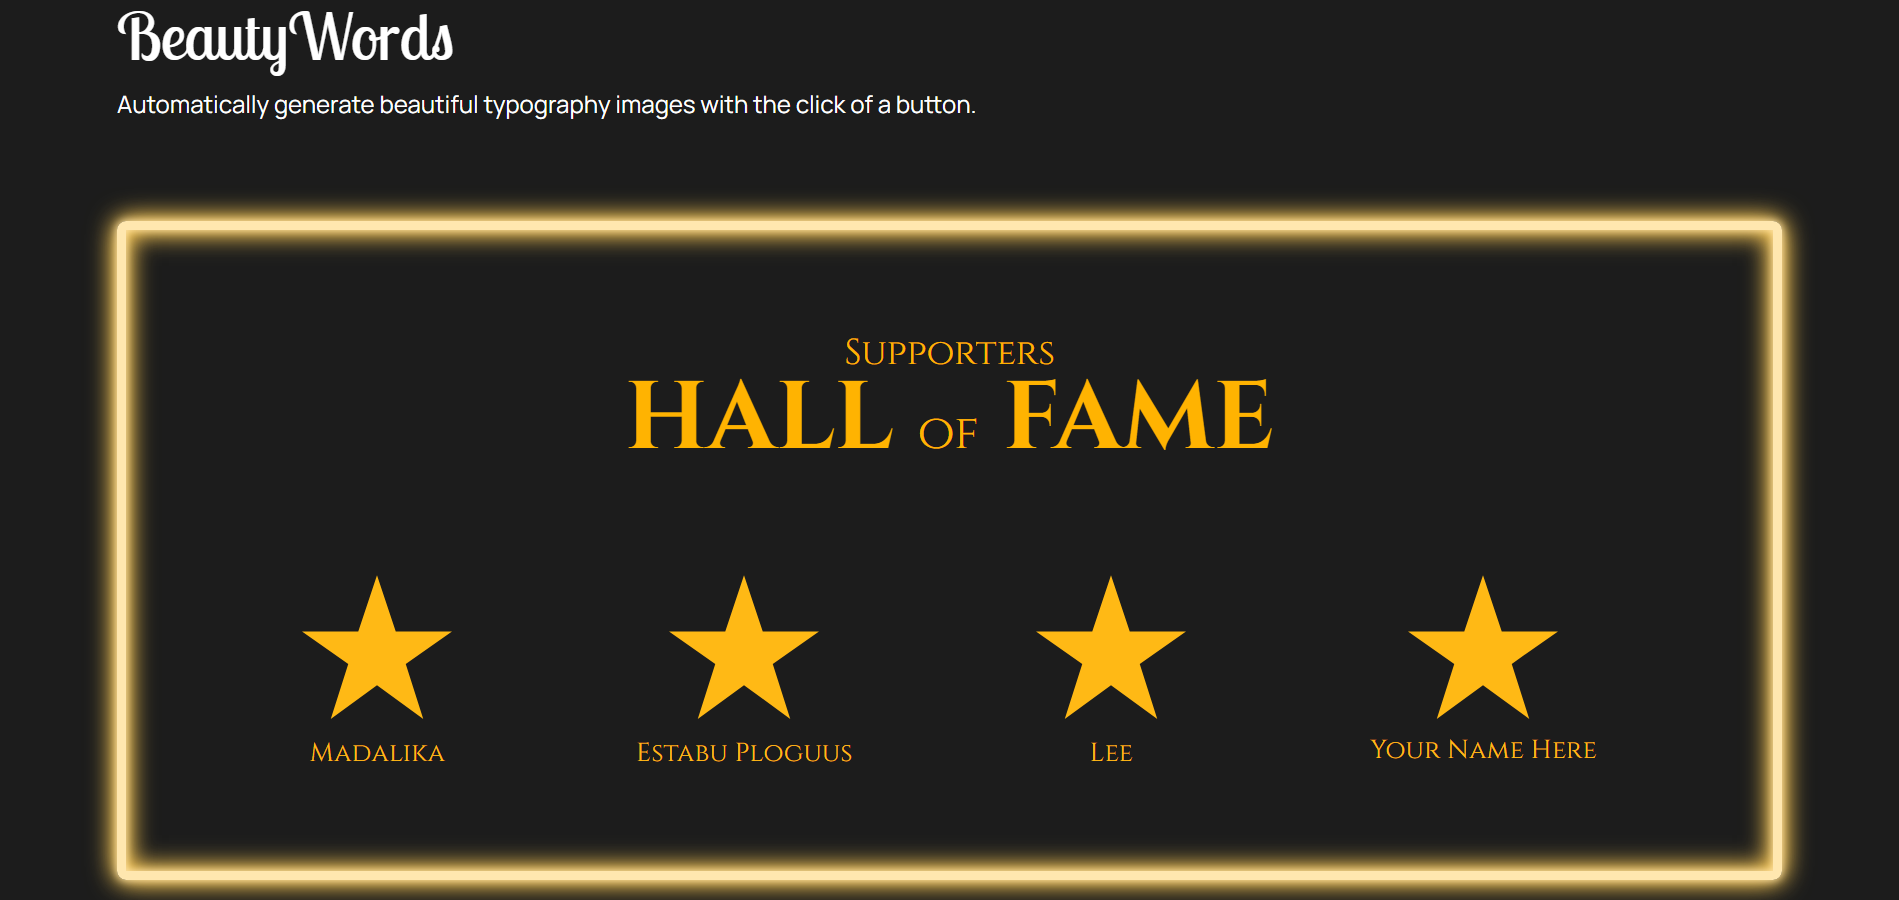 BeautyWords
Automatically generate beautiful typography images with the click of a button.
Supporters
HALL OF FAME
Madalika
Estabu Ploguus
Lee
Your Name Here